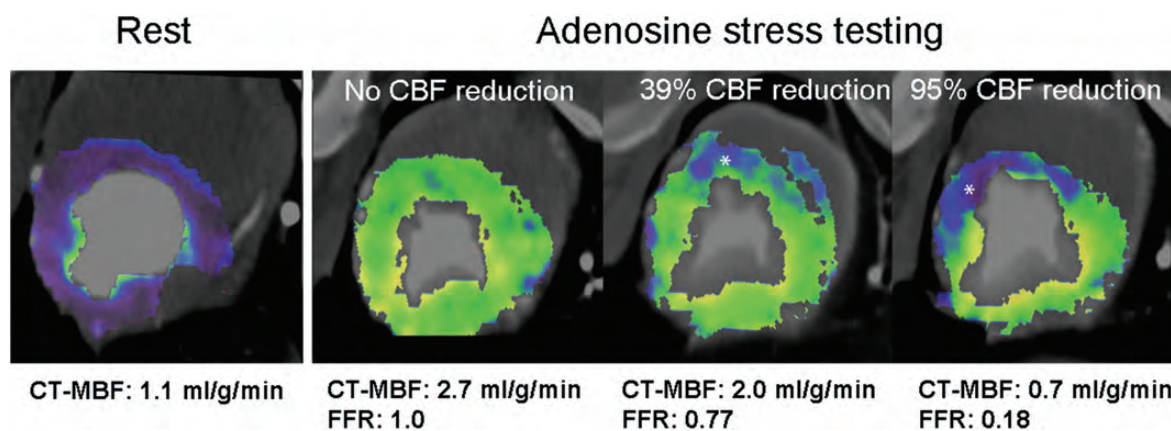 Rest
Adenosine stress testing
No CBF reduction
39% CBF reduction
95% CBF reduction
*
*
CT-MBF: 1.1 ml/g/min
CT-MBF: 2.7 ml/g/min
FFR: 1.0
CT-MBF: 2.0 ml/g/min
FFR: 0.77
CT-MBF: 0.7 ml/g/min
FFR: 0.18